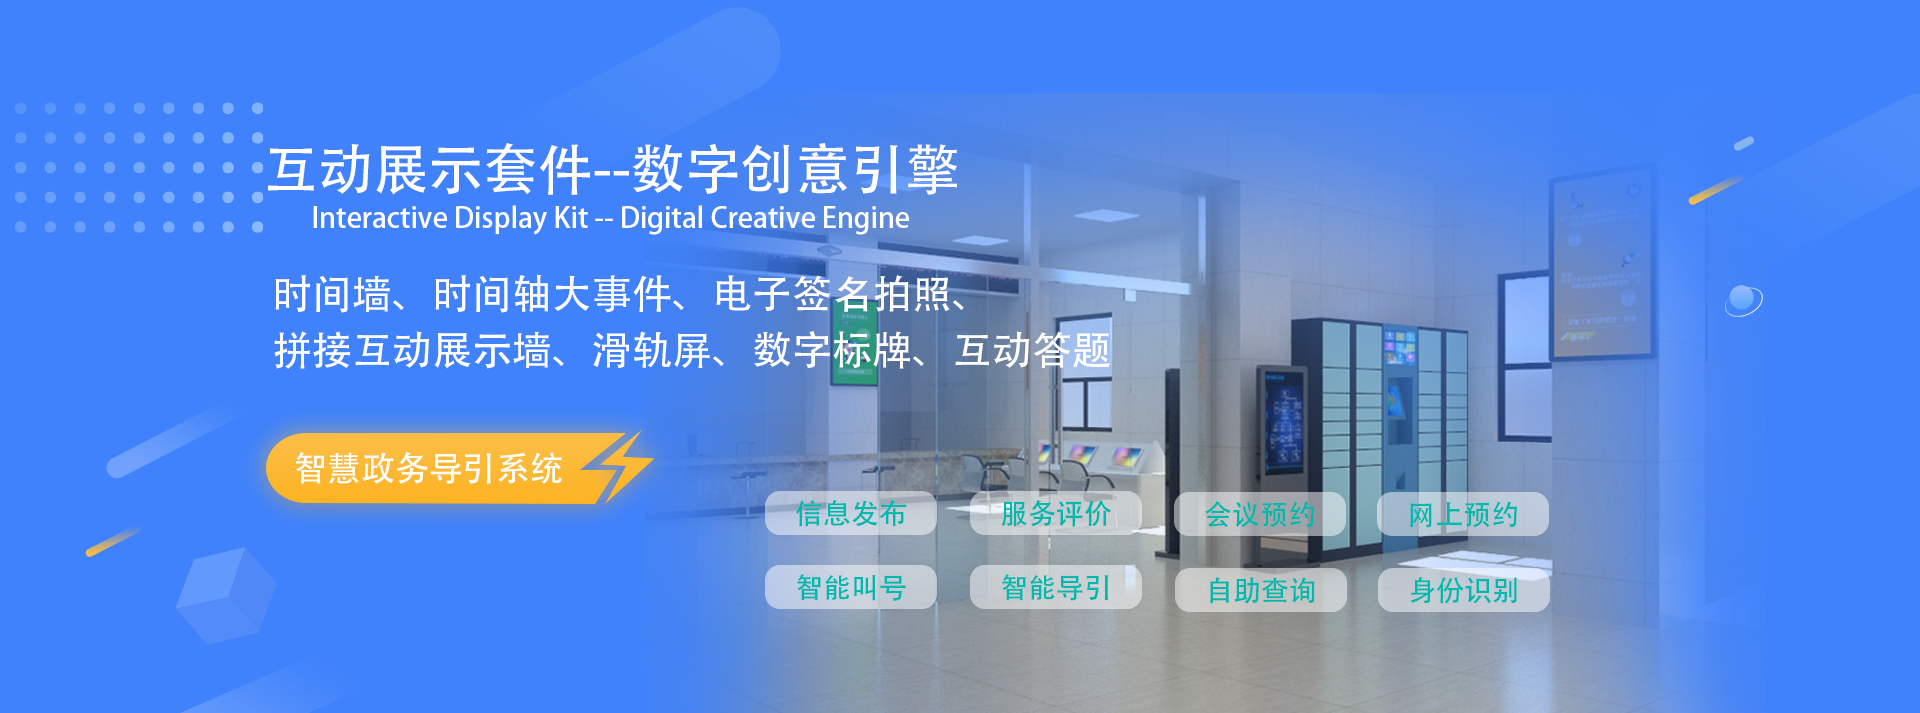 互动展示套件--数字创意引擎
Interactive Display Kit -- Digital Creative Engine
时间墙、时间轴大事件、电子签名拍照、
拼接互动展示墙、滑轨屏、数字标牌、互动答题
智慧政务导引系统
信息发布
服务评价
会议预约
网上预约
智能叫号
智能导引
自助查询
身份识别